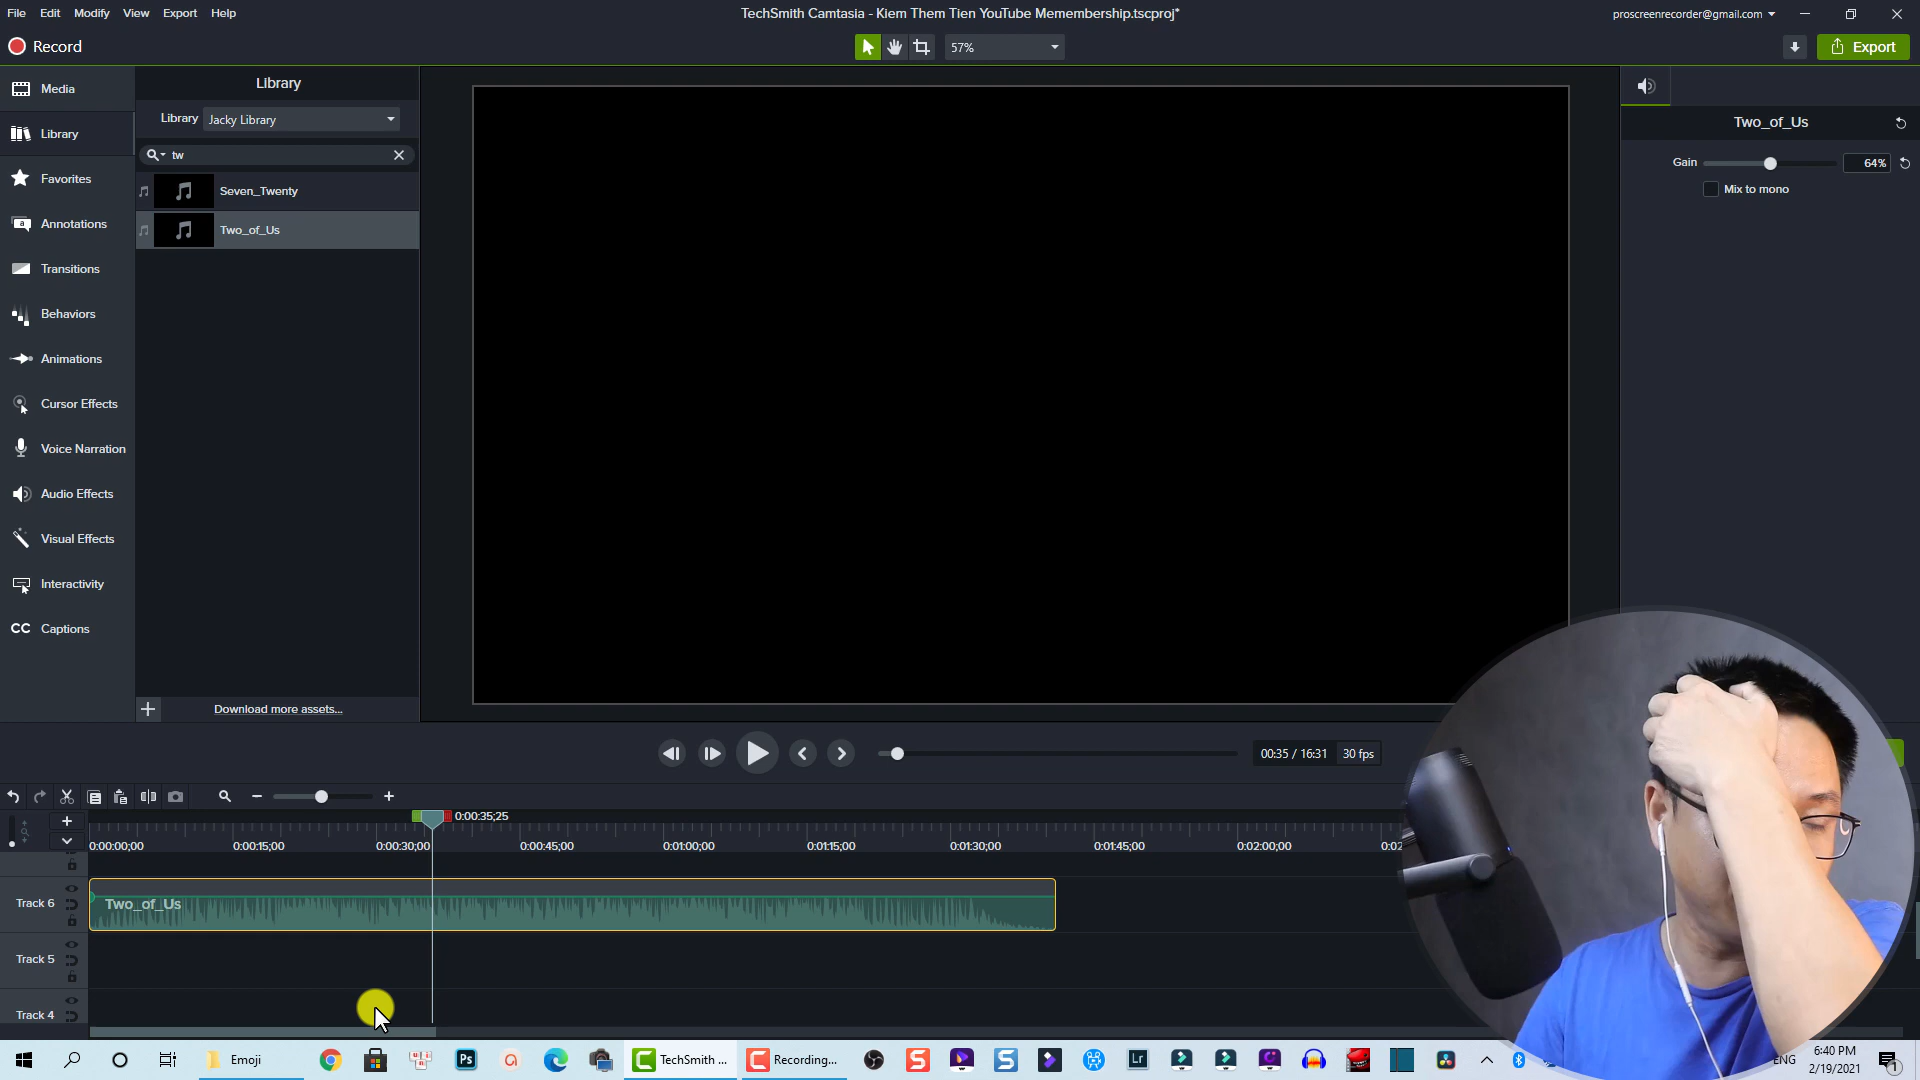 File Edit Modify View Export Help
TechSmith Camtasia - Kiem Them Tien YouTube Memembership.tscproj*
proscreenrecorder@gmail.com
Record
57%
Export
Media
Library
Favorites
Annotations
Transitions
Behaviors
Animations
Cursor Effects
Voice Narration
Audio Effects
Visual Effects
Interactivity
CC Captions
Library
Library Jacky Library
tw
Seven_Twenty
Two_of_Us
Download more assets...
Two_of_Us
Gain 64%
Mix to mono
00:35 / 16:31 30 fps
0:00:35;25
0:00:00;00 0:00:15;00 0:00:30;00 0:00:45;00 0:01:00;00 0:01:15;00 0:01:30;00 0:01:45;00 0:02:00;00
Track 6 Two_of_Us
Track 5
Track 4
Emoji
Ps
TechSmith ...
Recording...
Lr
ENG
6:40 PM
2/19/2021
1